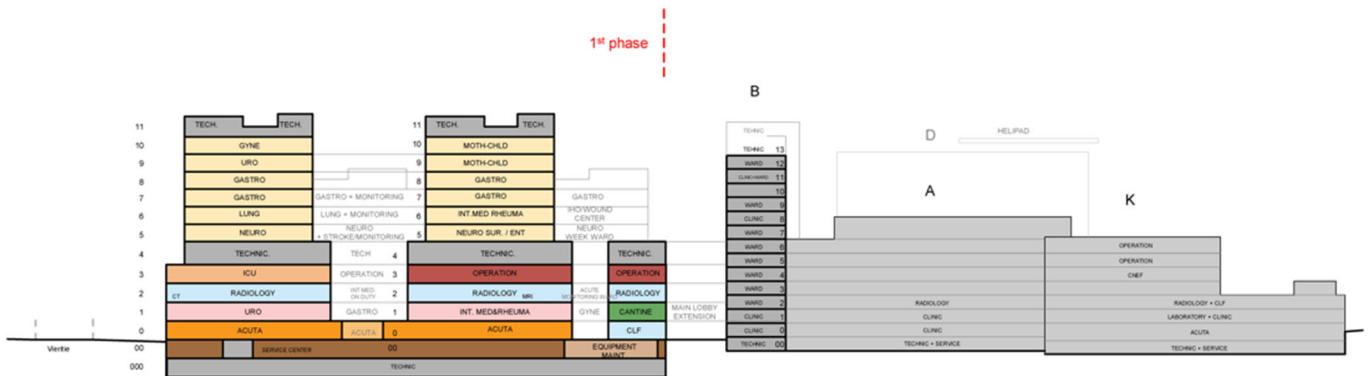 1st phase
B
D
HELIPAD
A
K
11
TECH. TECH.
11
TECH. TECH.
TEHNIC
TEHNIC 13
10
GYNE
10
MOTH-CHLD
9
URO
9
MOTH-CHLD
WARD 12
8
GASTRO
8
GASTRO
CLINIC+WARD 11
7
GASTRO
GASTRO + MONITORING
7
GASTRO
GASTRO
10
6
LUNG
LUNG + MONITORING
6
INT.MED RHEUMA
IHO/WOUND
CENTER
WARD 9
5
NEURO
NEURO
+ STROKE/MONITORING
5
NEURO SUR. / ENT
NEURO
WEEK WARD
CLINIC 8
WARD 7
4
TECHNIC.
TECH
4
TECHNIC.
TECHNIC.
WARD 6
OPERATION
3
ICU
OPERATION
3
OPERATION
OPERATION
WARD 5
OPERATION
WARD 4
CNEF
2
CT
RADIOLOGY
INT MED.
ON DUTY
2
RADIOLOGY
MRI
ACUTE
MONITORING WARD
RADIOLOGY
WARD 3
1
URO
GASTRO
1
INT. MED&RHEUMA
GYNE
CANTINE
MAIN LOBBY
EXTENSION
WARD 2
RADIOLOGY
RADIOLOGY + CLF
CLINIC 1
CLINIC
LABORATORY + CLINIC
0
ACUTA
ACUTA
0
ACUTA
CLF
CLINIC 0
CLINIC
ACUTA
Vieritie
00
SERVICE CENTER
00
EQUIPMENT
MAINT
TECHNIC 00
TECHNIC + SERVICE
TECHNIC + SERVICE
000
TECHNIC